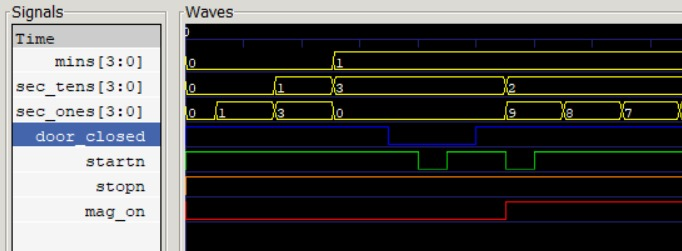 Signals
Waves
Time
0
mins[3:0]
0 1
sec_tens[3:0]
0 1 3 2
sec_ones[3:0]
0 1 3 0 9 8 7
door_closed
startn
stopn
mag_on